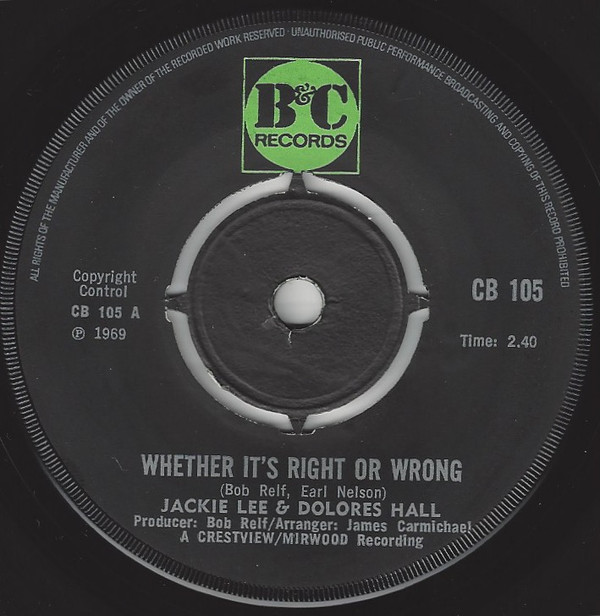 ALL RIGHTS OF THE MANUFACTURER AND OF THE OWNER OF THE RECORDED WORK RESERVED · UNAUTHORISED PUBLIC PERFORMANCE BROADCASTING AND COPYING OF THIS RECORD PROHIBITED
B&C
RECORDS
Copyright
Control
CB 105 A
℗ 1969
CB 105
Time: 2.40
WHETHER IT'S RIGHT OR WRONG
(Bob Relf, Earl Nelson)
JACKIE LEE & DOLORES HALL
Producer: Bob Relf/Arranger: James Carmichael
A CRESTVIEW/MIRWOOD Recording